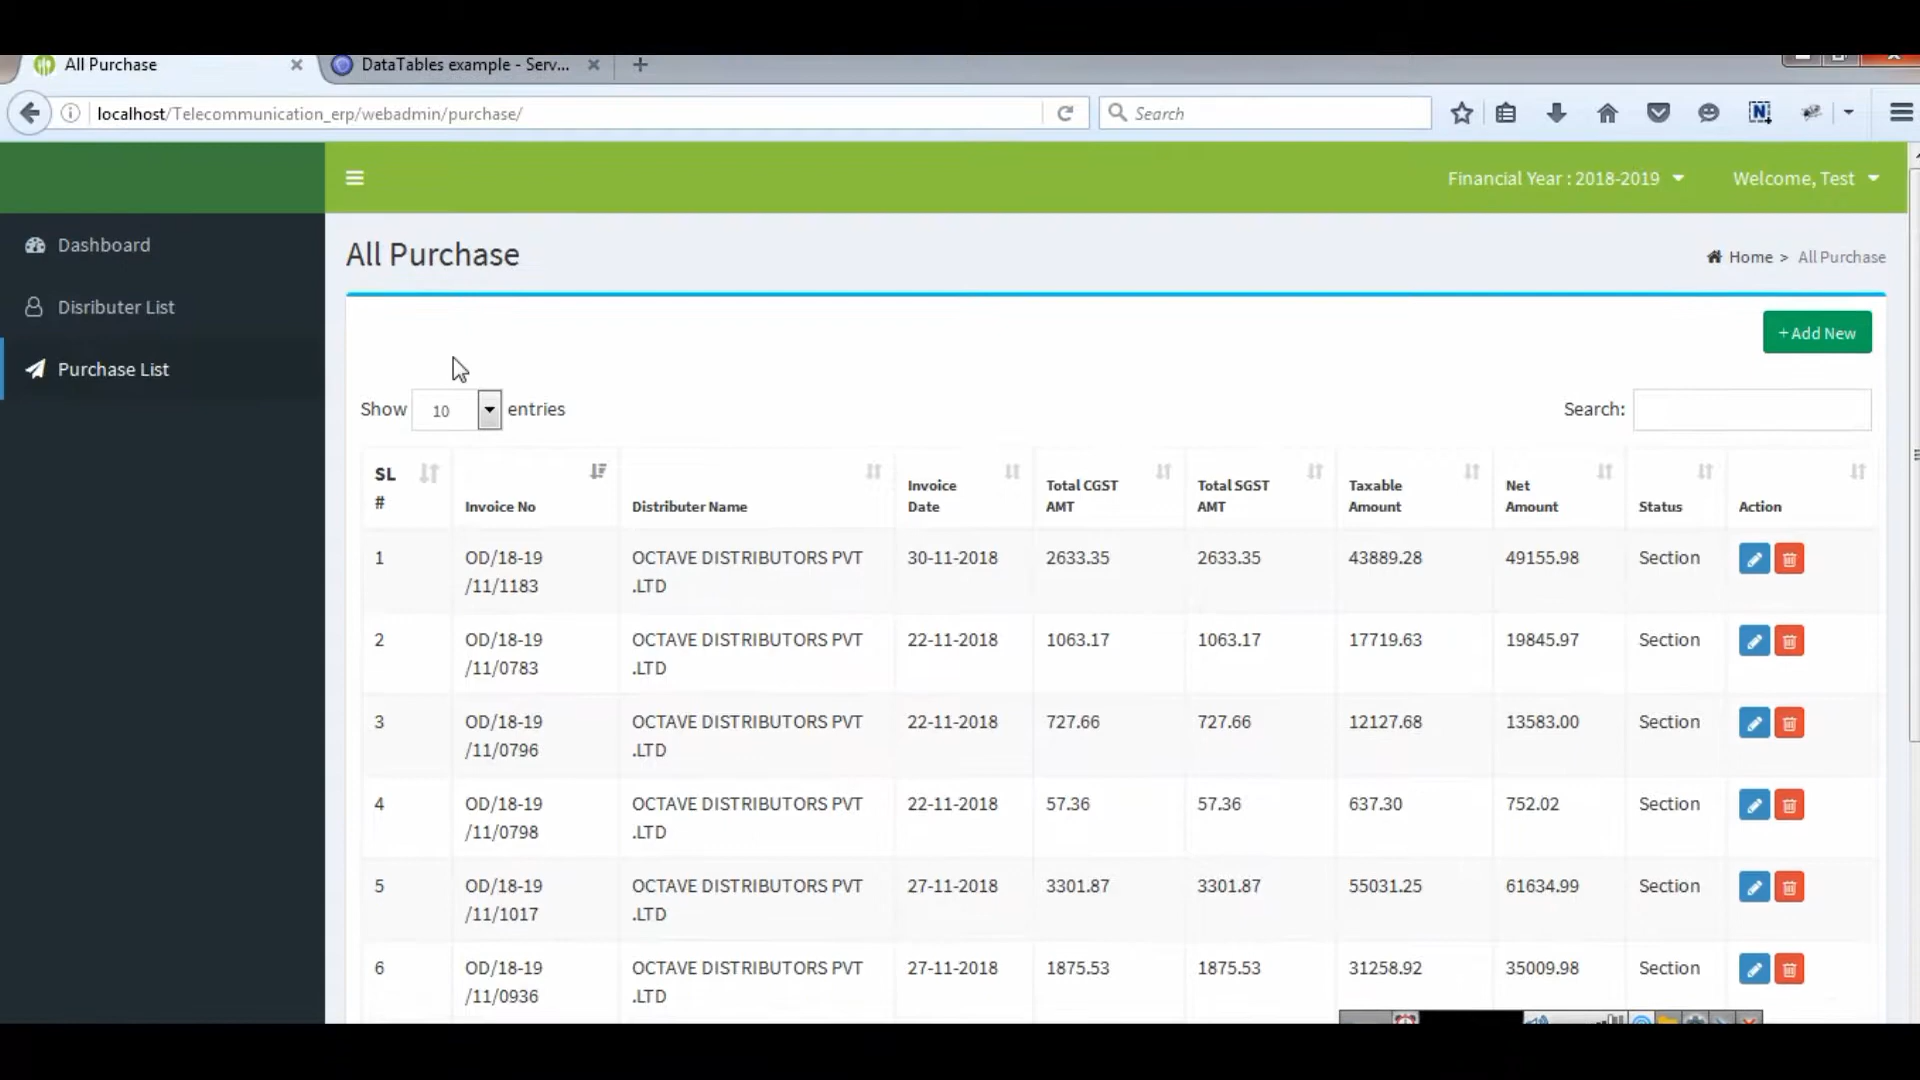 All Purchase
DataTables example - Serv...
localhost/Telecommunication_erp/webadmin/purchase/
Search
Financial Year : 2018-2019
Welcome, Test
Dashboard
Disributer List
Purchase List
All Purchase
Home > All Purchase
+ Add New
Show 10 entries
Search:
SL
#
Invoice No
Distributer Name
Invoice
Date
Total CGST
AMT
Total SGST
AMT
Taxable
Amount
Net
Amount
Status
Action
1 OD/18-19 OCTAVE DISTRIBUTORS PVT 30-11-2018 2633.35 2633.35 43889.28 49155.98 Section
/11/1183 .LTD
2 OD/18-19 OCTAVE DISTRIBUTORS PVT 22-11-2018 1063.17 1063.17 17719.63 19845.97 Section
/11/0783 .LTD
3 OD/18-19 OCTAVE DISTRIBUTORS PVT 22-11-2018 727.66 727.66 12127.68 13583.00 Section
/11/0796 .LTD
4 OD/18-19 OCTAVE DISTRIBUTORS PVT 22-11-2018 57.36 57.36 637.30 752.02 Section
/11/0798 .LTD
5 OD/18-19 OCTAVE DISTRIBUTORS PVT 27-11-2018 3301.87 3301.87 55031.25 61634.99 Section
/11/1017 .LTD
6 OD/18-19 OCTAVE DISTRIBUTORS PVT 27-11-2018 1875.53 1875.53 31258.92 35009.98 Section
/11/0936 .LTD